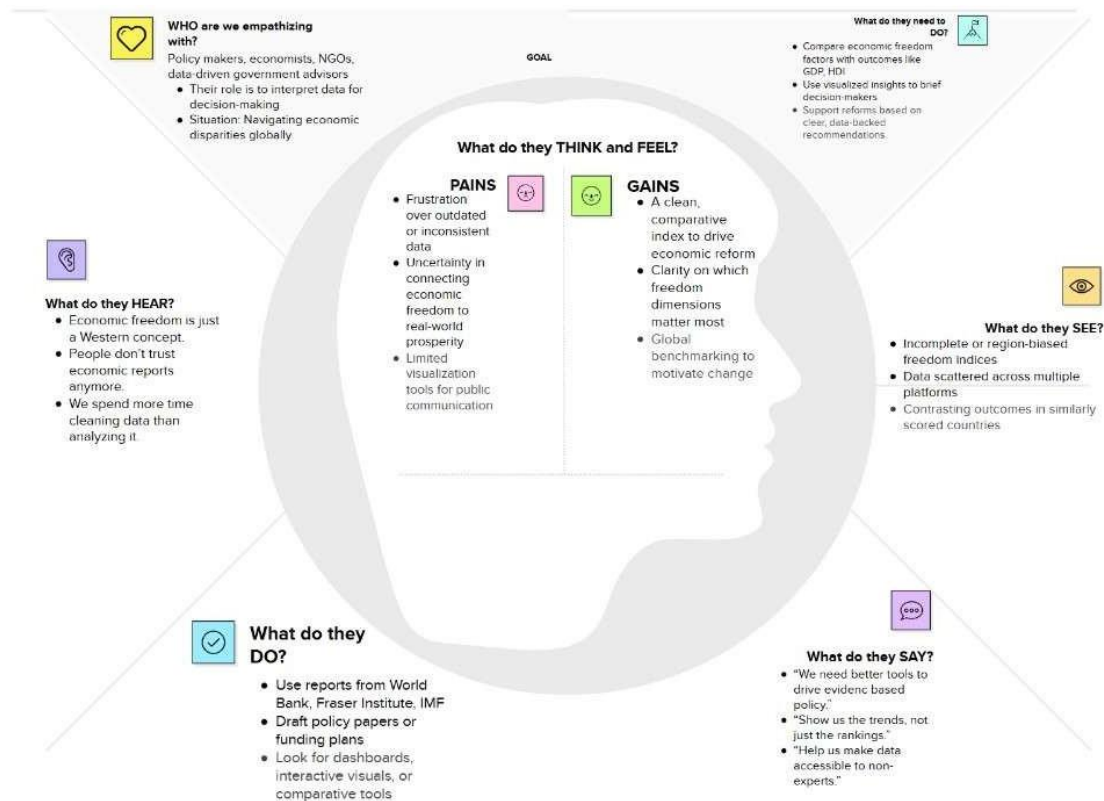 WHO are we empathizing
with?
Policy makers, economists, NGOs,
data-driven government advisors
• Their role is to interpret data for
decision-making
• Situation: Navigating economic
disparities globally
GOAL
What do they need to
DO?
• Compare economic freedom
factors with outcomes like
GDP, HDI
• Use visualized insights to brief
decision-makers
• Support reforms based on
clear, data-backed
recommendations.
What do they THINK and FEEL?
PAINS
• Frustration
over outdated
or inconsistent
data
• Uncertainty in
connecting
economic
freedom to
real-world
prosperity
• Limited
visualization
tools for public
communication
GAINS
• A clean,
comparative
index to drive
economic reform
• Clarity on which
freedom
dimensions
matter most
• Global
benchmarking to
motivate change
What do they HEAR?
• Economic freedom is just
a Western concept.
• People don't trust
economic reports
anymore.
• We spend more time
cleaning data than
analyzing it.
What do they SEE?
• Incomplete or region-biased
freedom indices
• Data scattered across multiple
platforms
• Contrasting outcomes in similarly
scored countries
What do they
DO?
• Use reports from World
Bank, Fraser Institute, IMF
• Draft policy papers or
funding plans
• Look for dashboards,
interactive visuals, or
comparative tools
What do they SAY?
• "We need better tools to
drive evidenc based
policy."
• "Show us the trends, not
just the rankings."
• "Help us make data
accessible to non-
experts."